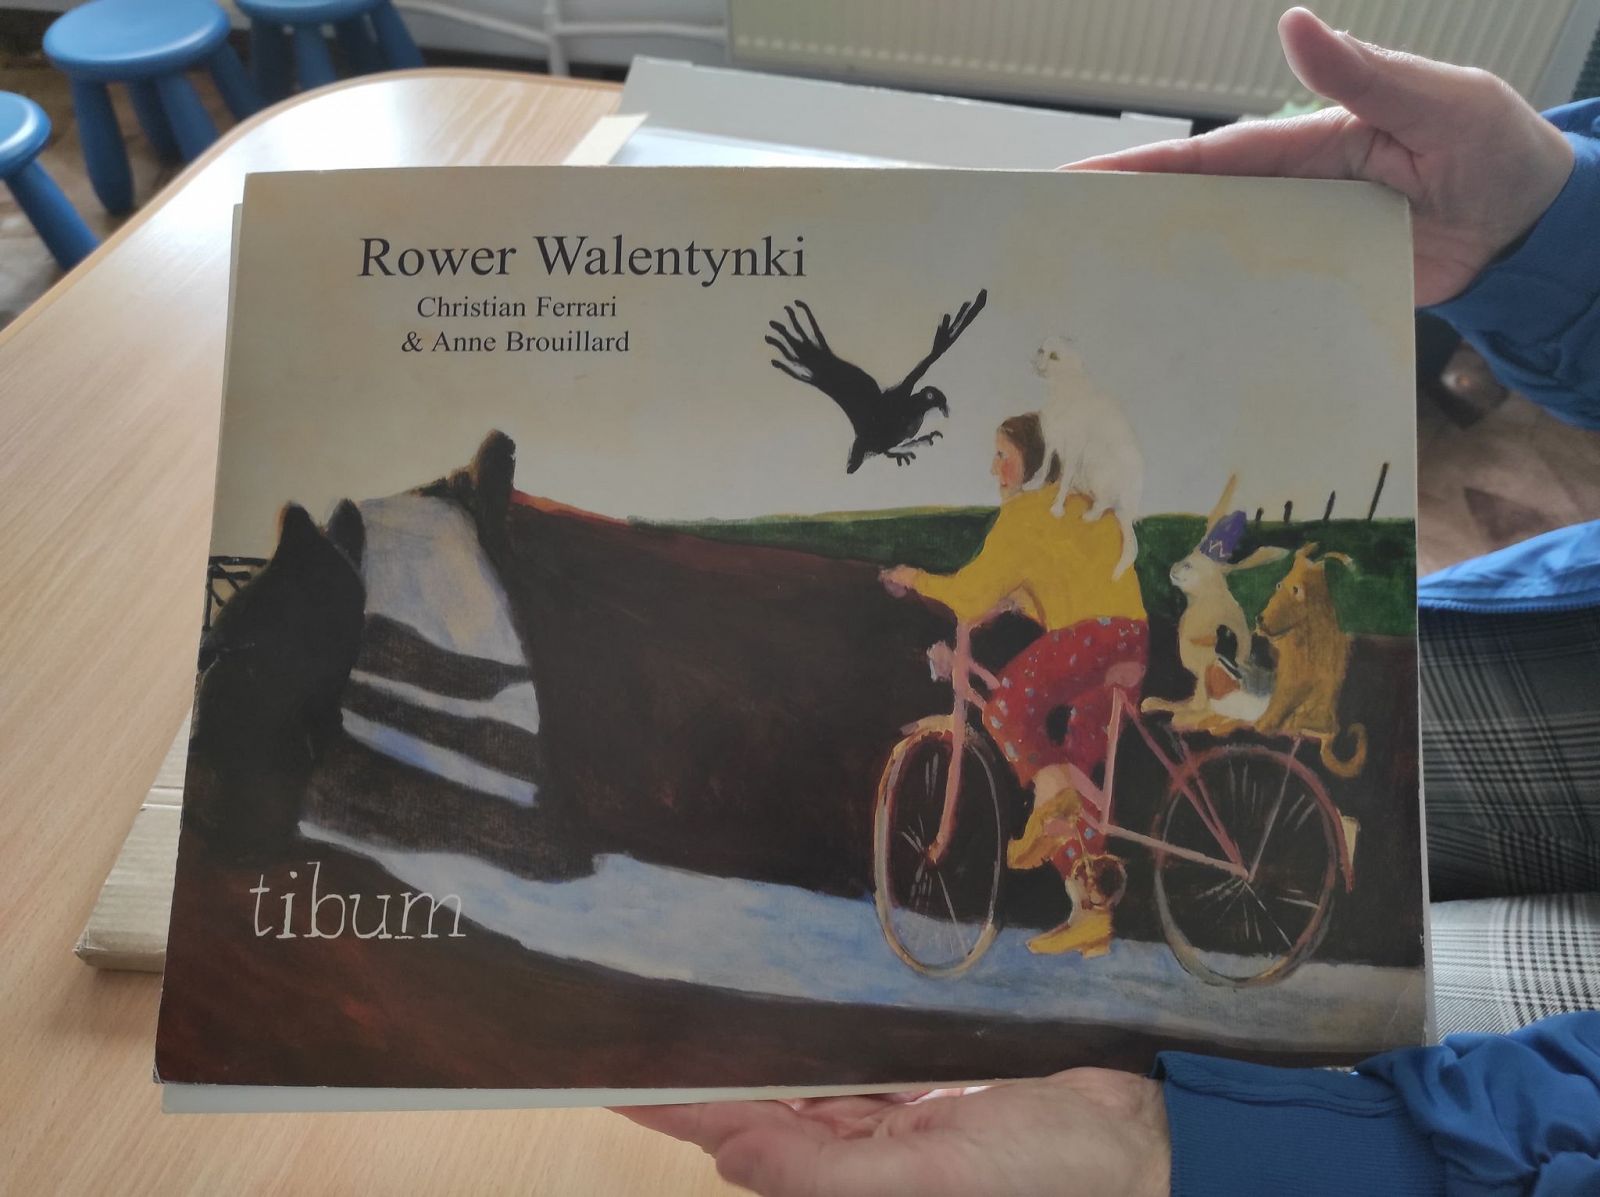 Rower Walentynki
Christian Ferrari
& Anne Brouillard
tibum